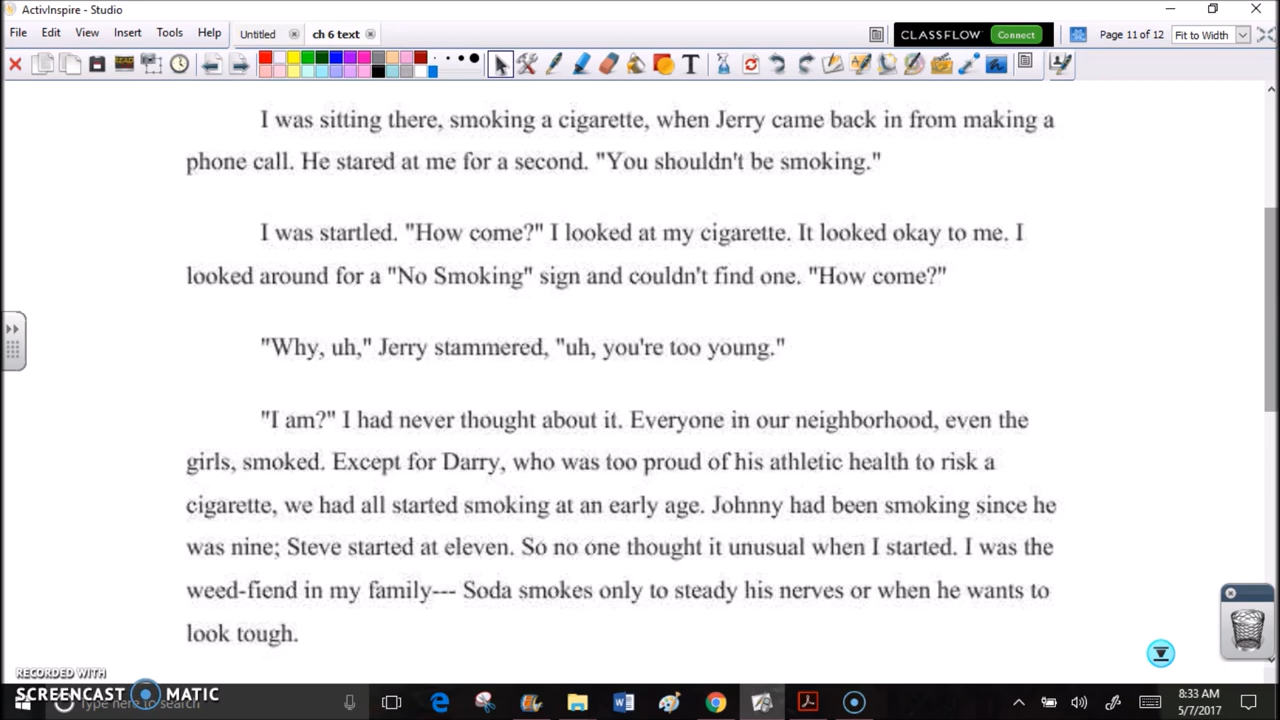 ActivInspire - Studio
File Edit View Insert Tools Help Untitled ch 6 text CLASSFLOW Connect Page 11 of 12 Fit to Width
I was sitting there, smoking a cigarette, when Jerry came back in from making a
phone call. He stared at me for a second. "You shouldn't be smoking."
I was startled. "How come?" I looked at my cigarette. It looked okay to me. I
looked around for a "No Smoking" sign and couldn't find one. "How come?"
"Why, uh," Jerry stammered, "uh, you're too young."
"I am?" I had never thought about it. Everyone in our neighborhood, even the
girls, smoked. Except for Darry, who was too proud of his athletic health to risk a
cigarette, we had all started smoking at an early age. Johnny had been smoking since he
was nine; Steve started at eleven. So no one thought it unusual when I started. I was the
weed-fiend in my family--- Soda smokes only to steady his nerves or when he wants to
look tough.
RECORDED WITH
SCREENCAST MATIC
Type here to search
8:33 AM
5/7/2017